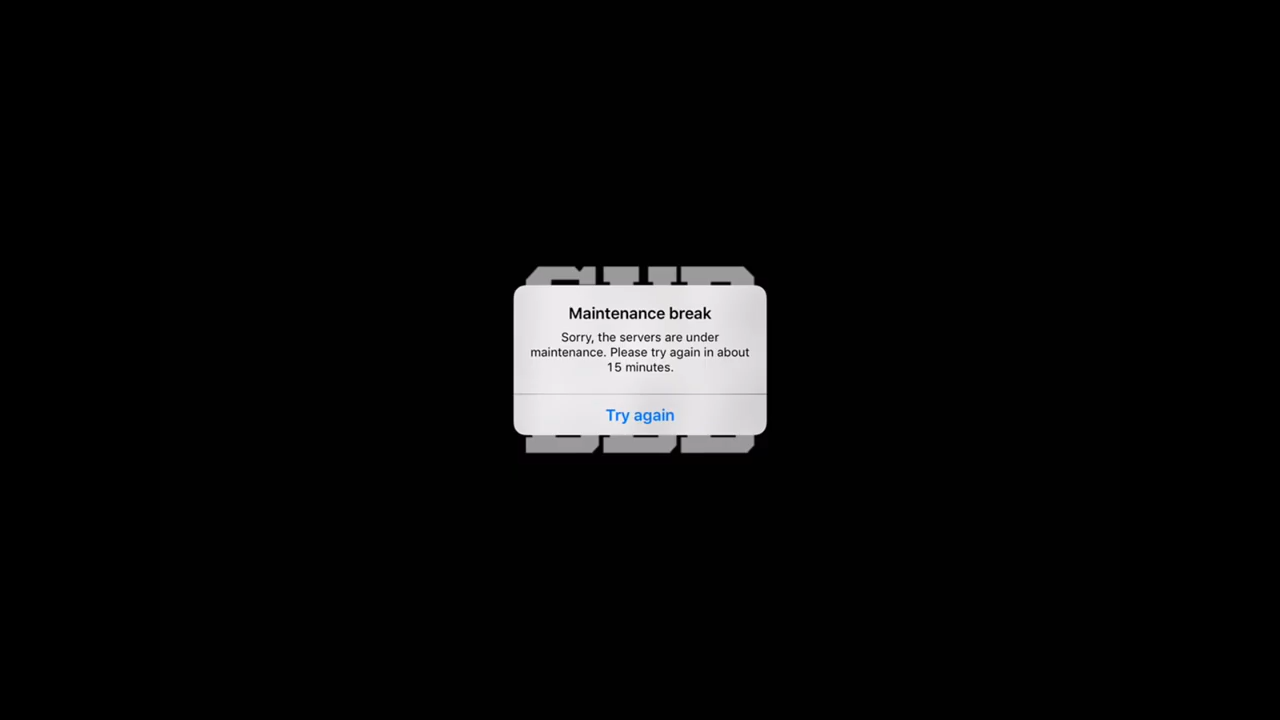 Maintenance break
Sorry, the servers are under
maintenance. Please try again in about
15 minutes.
Try again